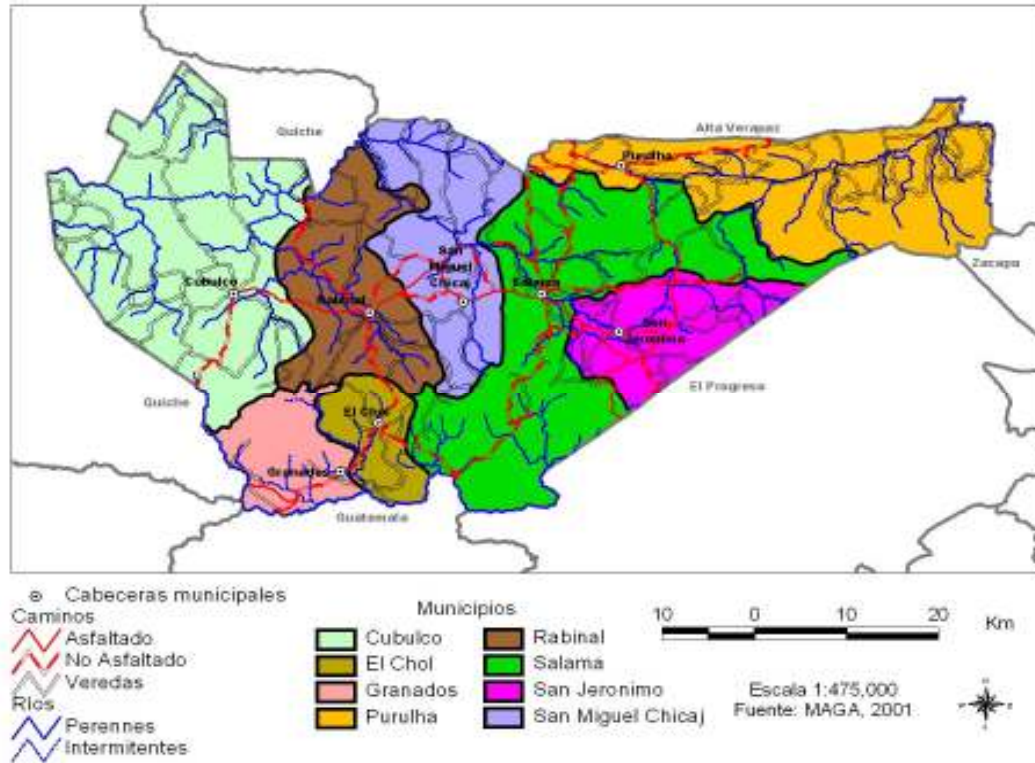 Quiche
Alta Verapaz
Purulha
Zacapa
San
Miguel
Chicaj
Cubulco
Rabinal
Salama
San
Jeronimo
El Progreso
Quiche
El Chol
Granados
Guatemala
Cabeceras municipales
Caminos
Asfaltado
No Asfaltado
Veredas
Ríos
Perennes
Intermitentes
Municipios
Cubulco
El Chol
Granados
Purulha
Rabinal
Salama
San Jeronimo
San Miguel Chicaj
10 0 10 20 Km
Escala 1:475,000
Fuente: MAGA, 2001